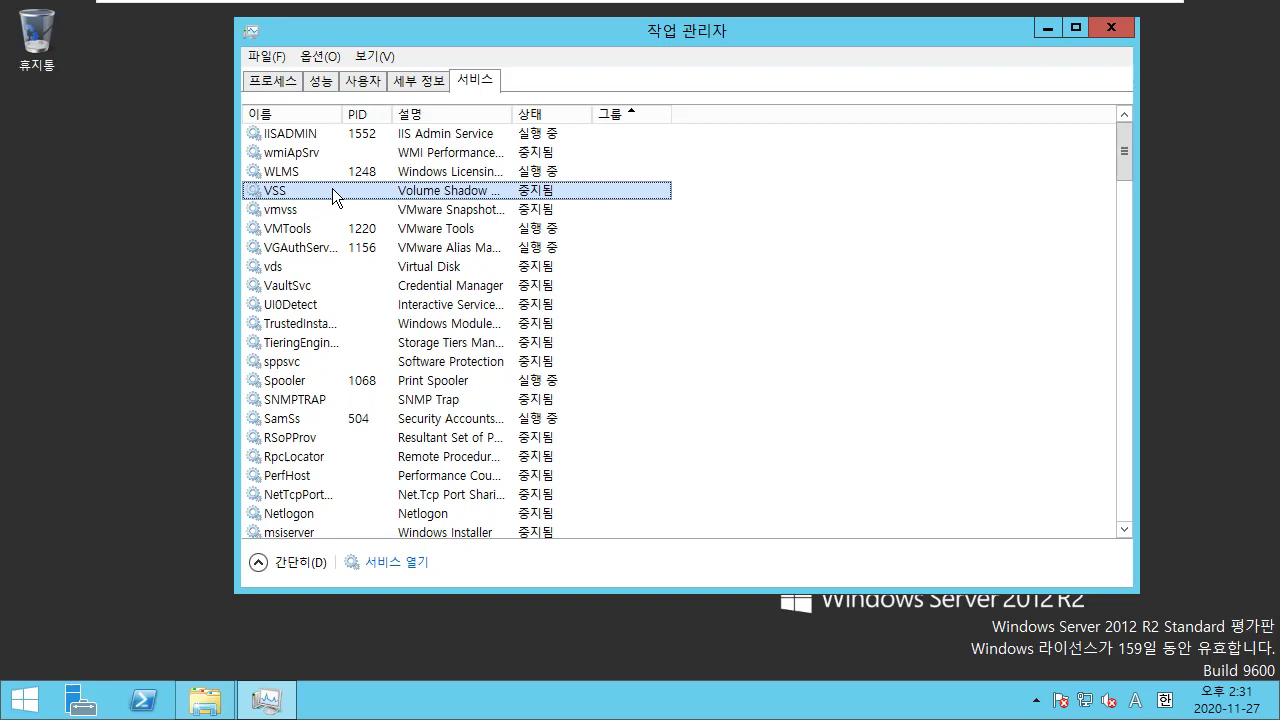 휴지통
작업 관리자
파일(F) 옵션(O) 보기(V)
프로세스 성능 사용자 세부 정보 서비스
이름 PID 설명 상태 그룹
IISADMIN 1552 IIS Admin Service 실행 중
wmiApSrv WMI Performance... 중지됨
WLMS 1248 Windows Licensin... 실행 중
VSS Volume Shadow ... 중지됨
vmvss VMware Snapshot... 중지됨
VMTools 1220 VMware Tools 실행 중
VGAuthServ... 1156 VMware Alias Ma... 실행 중
vds Virtual Disk 중지됨
VaultSvc Credential Manager 중지됨
UI0Detect Interactive Service... 중지됨
TrustedInsta... Windows Module... 중지됨
TieringEngin... Storage Tiers Man... 중지됨
sppsvc Software Protection 중지됨
Spooler 1068 Print Spooler 실행 중
SNMPTRAP SNMP Trap 중지됨
SamSs 504 Security Accounts... 실행 중
RSoPProv Resultant Set of P... 중지됨
RpcLocator Remote Procedur... 중지됨
PerfHost Performance Cou... 중지됨
NetTcpPort... Net.Tcp Port Shari... 중지됨
Netlogon Netlogon 중지됨
msiserver Windows Installer 중지됨
간단히(D) 서비스 열기
Windows Server 2012 R2
Windows Server 2012 R2 Standard 평가판
Windows 라이선스가 159일 동안 유효합니다.
Build 9600
A 한 오후 2:31
2020-11-27